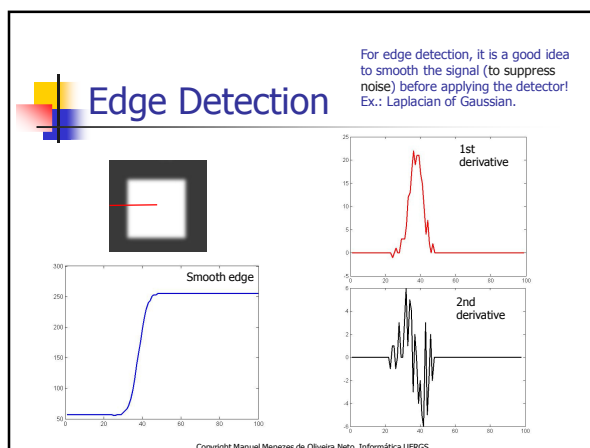 For edge detection, it is a good idea
to smooth the signal (to suppress
noise) before applying the detector!
Ex.: Laplacian of Gaussian.
Edge Detection
1st
derivative
25
20
15
10
5
0
-5
0 20 40 60 80 100
Smooth edge
300
250
200
150
100
50
0 20 40 60 80 100
2nd
derivative
6
4
2
0
-2
-4
-6
0 20 40 60 80 100
Copyright Manuel Menezes de Oliveira Neto, Informática UFRGS